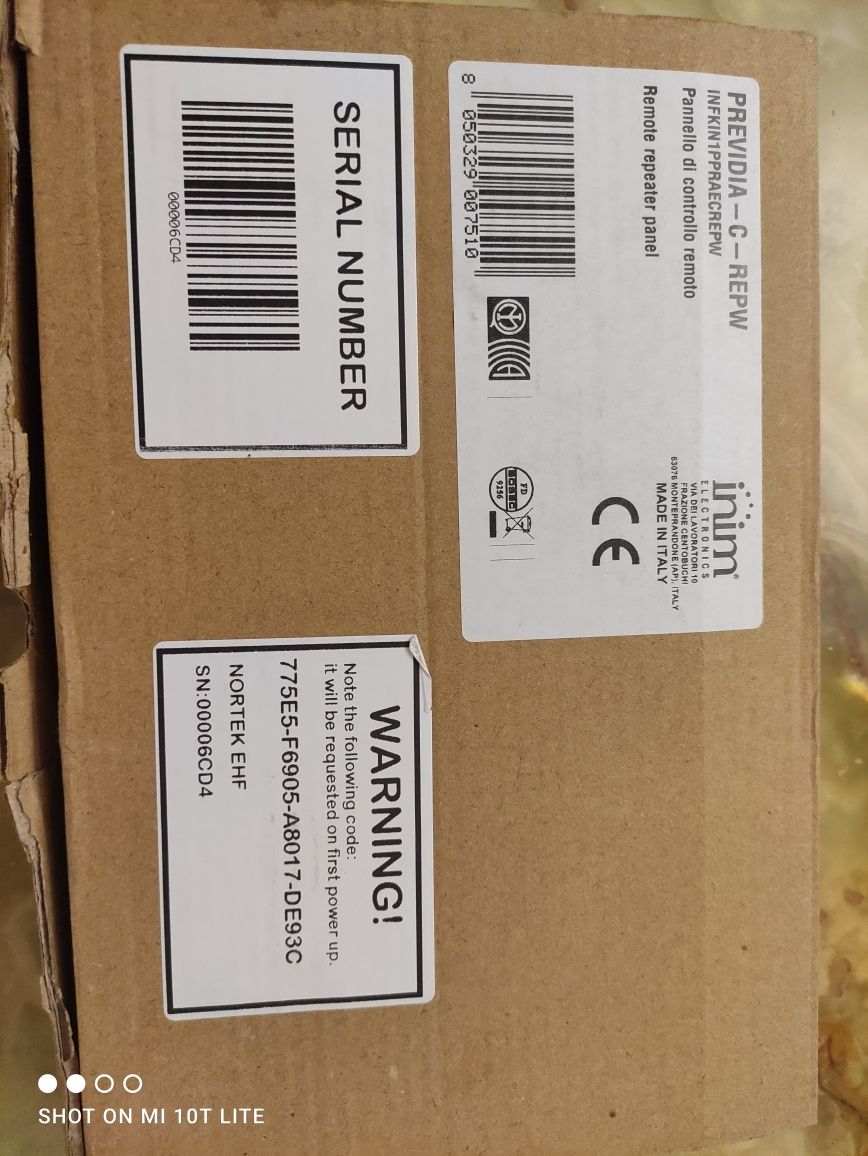 PREVIDIA-C-REPW
INFKIN1PPRAECREPW
Pannello di controllo remoto
Remote repeater panel
8 050329 007510
inim®
ELECTRONICS
VIA DEI LAVORATORI 10
FRAZIONE CENTOBUCHI
63076 MONTEPRANDONE (AP), ITALY
MADE IN ITALY
CE
FD
9256
SERIAL NUMBER
00006CD4
WARNING!
Note the following code:
it will be requested on first power up.
775E5-F6905-A8017-DE93C
NORTEK EHF
SN:00006CD4
SHOT ON MI 10T LITE